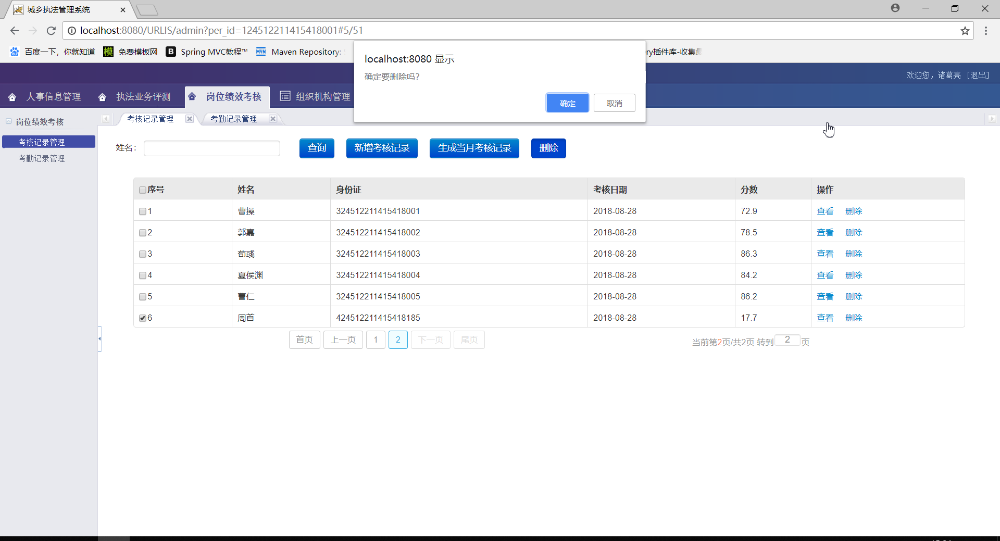 城乡执法管理系统
localhost:8080/URLIS/admin?per_id=124512211415418001#5/51
百度一下，你就知道 免费模板网 Spring MVC教程™ Maven Repository: ry插件库-收集
localhost:8080 显示
确定要删除吗?
确定 取消
欢迎您，诸葛亮 [退出]
人事信息管理 执法业务评测 岗位绩效考核 组织机构管理
岗位绩效考核
考核记录管理
考勤记录管理
考核记录管理 考勤记录管理
姓名: 查询 新增考核记录 生成当月考核记录 删除
序号 姓名 身份证 考核日期 分数 操作
1 曹操 324512211415418001 2018-08-28 72.9 查看 删除
2 郭嘉 324512211415418002 2018-08-28 78.5 查看 删除
3 荀彧 324512211415418003 2018-08-28 86.3 查看 删除
4 夏侯渊 324512211415418004 2018-08-28 84.2 查看 删除
5 曹仁 324512211415418005 2018-08-28 86.2 查看 删除
6 周首 424512211415418185 2018-08-28 17.7 查看 删除
首页 上一页 1 2 下一页 尾页 当前第2页/共2页 转到 2 页